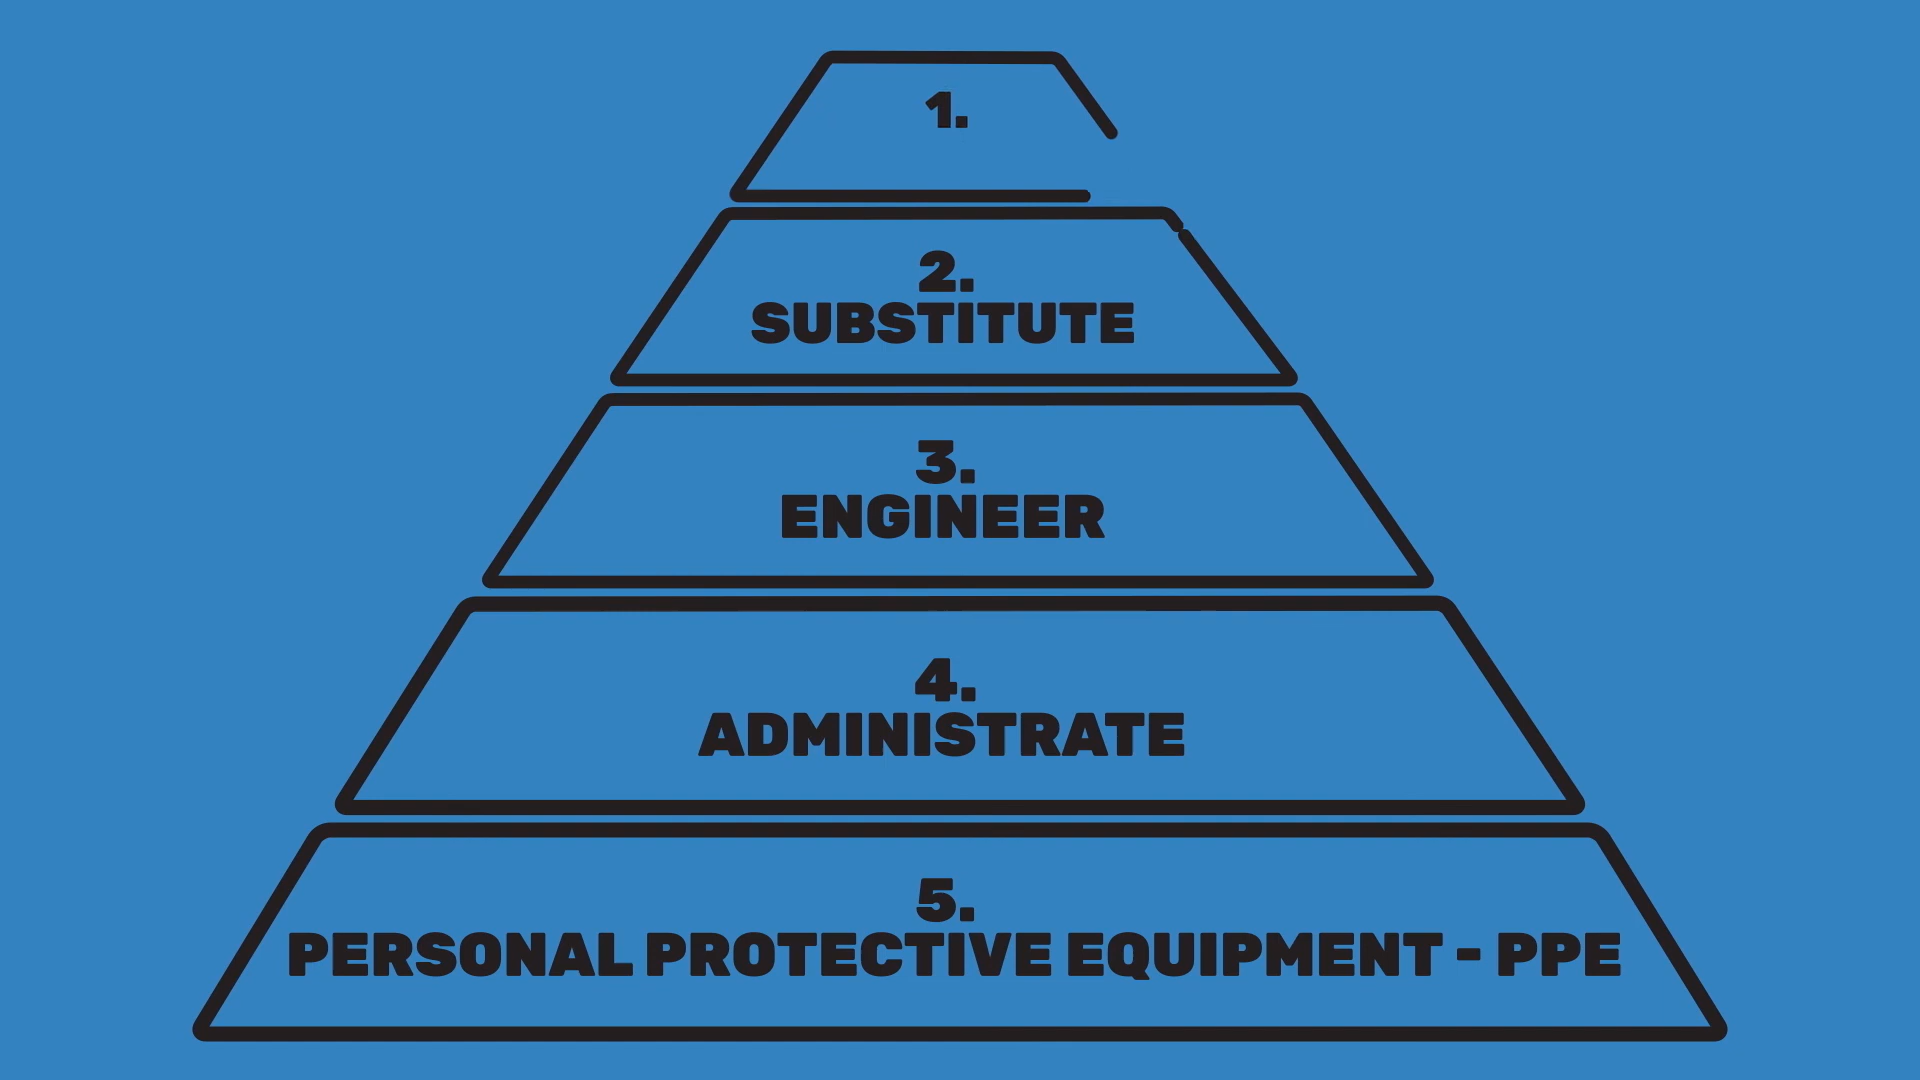 1.
2.
SUBSTITUTE
3.
ENGINEER
4.
ADMINISTRATE
5.
PERSONAL PROTECTIVE EQUIPMENT - PPE